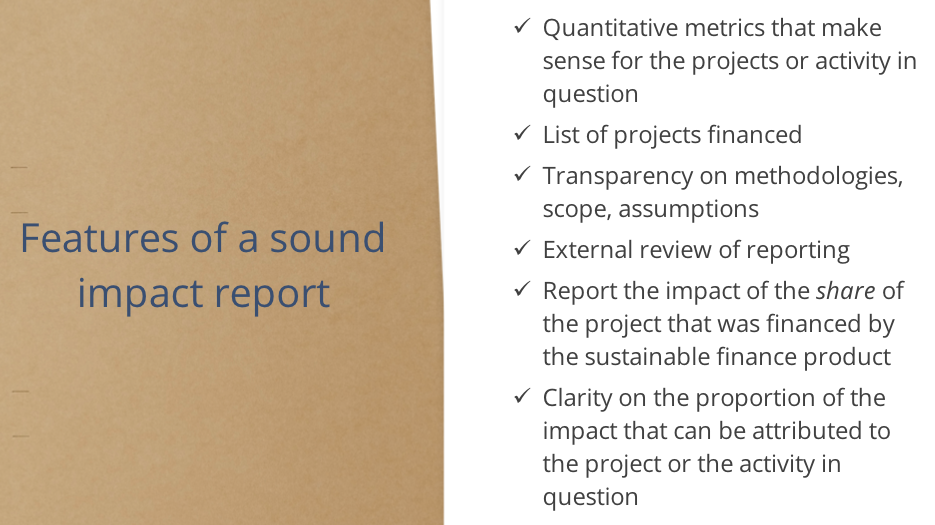 Features of a sound
impact report
✓ Quantitative metrics that make
sense for the projects or activity in
question
✓ List of projects financed
✓ Transparency on methodologies,
scope, assumptions
✓ External review of reporting
✓ Report the impact of the share of
the project that was financed by
the sustainable finance product
✓ Clarity on the proportion of the
impact that can be attributed to
the project or the activity in
question